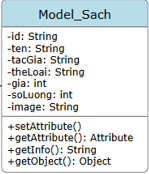 Model_Sach
-id: String
-ten: String
-tacGia: String
-theLoai: String
-gia: int
-soLuong: int
-image: String
+setAttribute()
+getAttribute(): Attribute
+getInfo(): String
+getObject(): Object